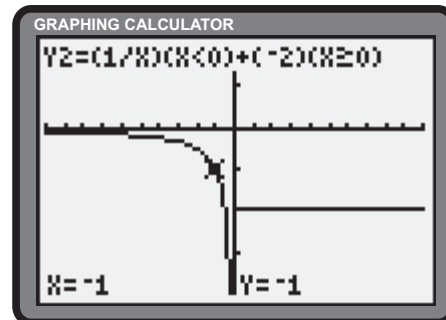 GRAPHING CALCULATOR
Y2=(1/X)(X<0)+(⁻2)(X≥0)
X=⁻1 Y=⁻1